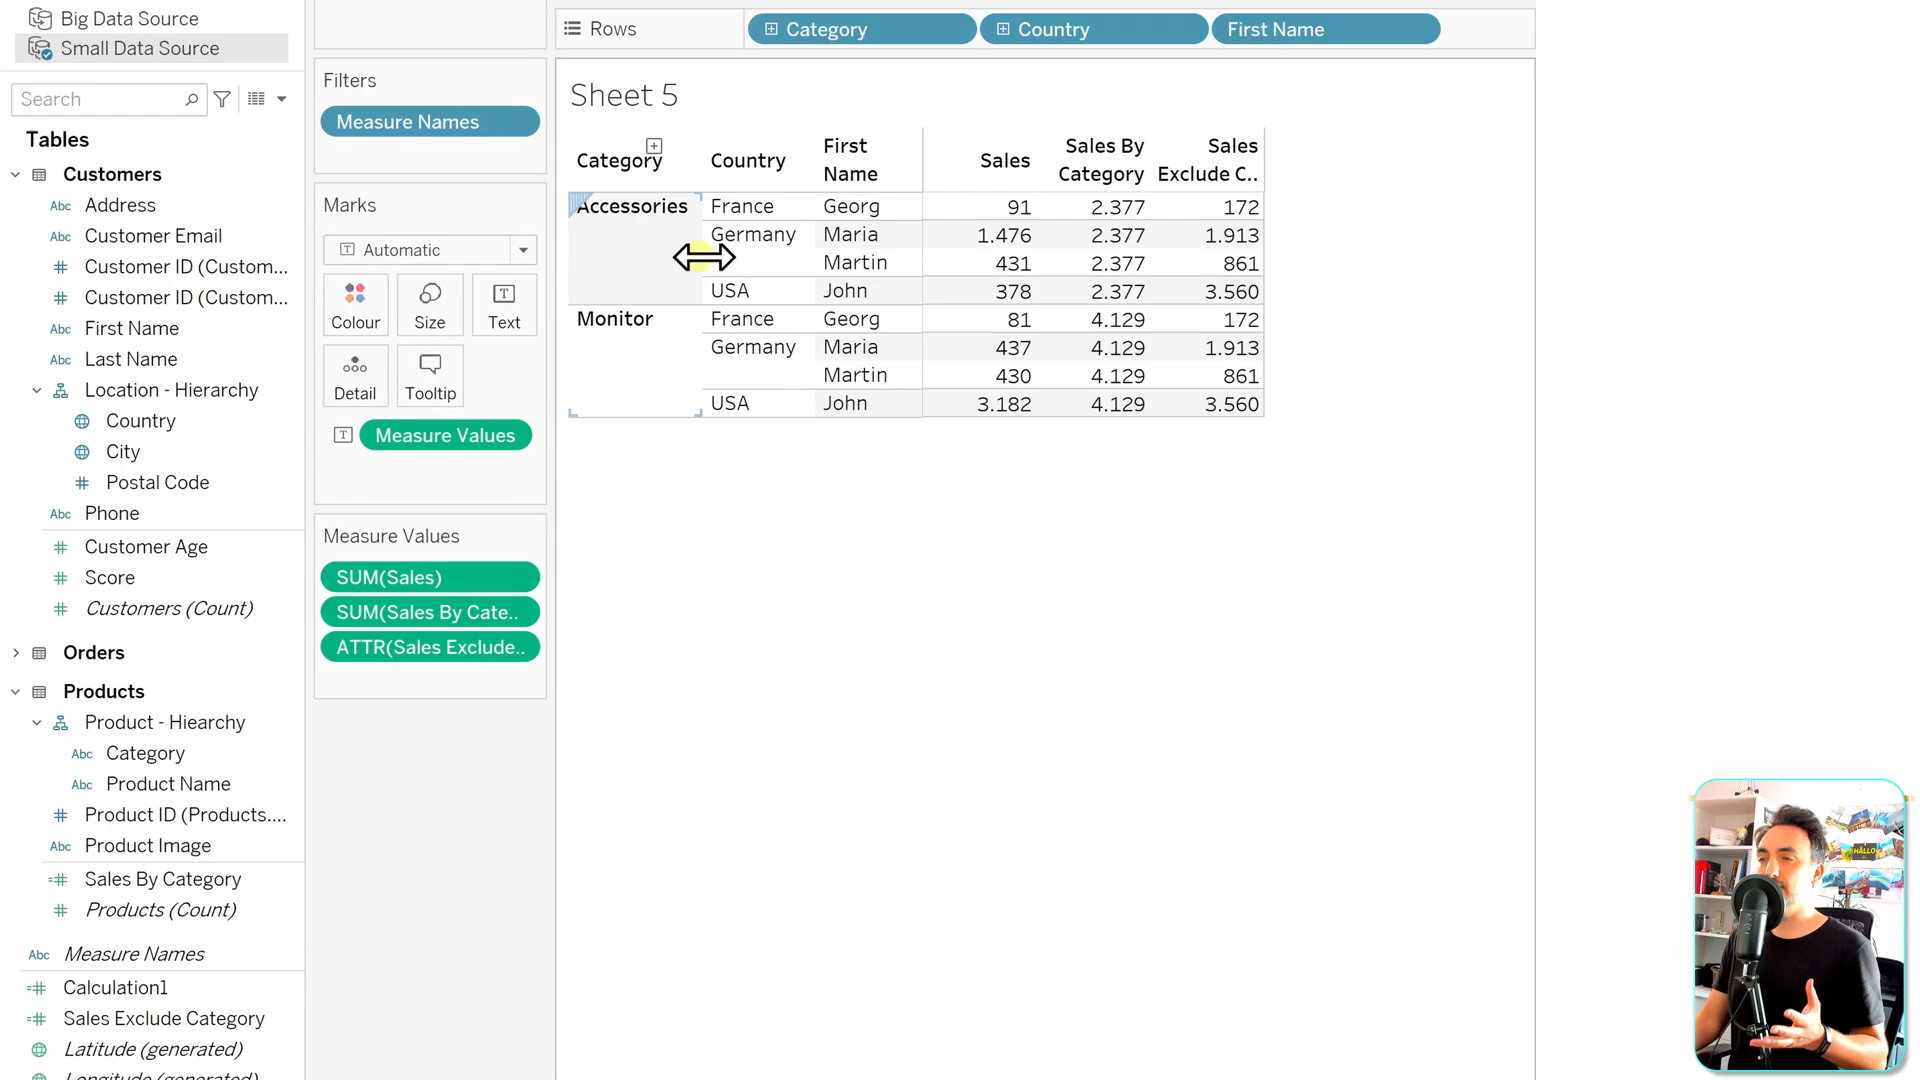 Big Data Source
Small Data Source
Search
Tables
Customers
Abc Address
Abc Customer Email
Customer ID (Custom...
Customer ID (Custom...
Abc First Name
Abc Last Name
Location - Hierarchy
Country
City
Postal Code
Abc Phone
Customer Age
Score
Customers (Count)
Orders
Products
Product - Hiearchy
Abc Category
Abc Product Name
Product ID (Products....
Abc Product Image
Sales By Category
Products (Count)
Abc Measure Names
Calculation1
Sales Exclude Category
Latitude (generated)
Longitude (generated)
Filters
Measure Names
Marks
Automatic
Colour Size Text
Detail Tooltip
Measure Values
Measure Values
SUM(Sales)
SUM(Sales By Cate..
ATTR(Sales Exclude..
Rows Category Country First Name
Sheet 5
Category Country First Name Sales Sales By Category Sales Exclude C..
Accessories France Georg 91 2.377 172
Germany Maria 1.476 2.377 1.913
Martin 431 2.377 861
USA John 378 2.377 3.560
Monitor France Georg 81 4.129 172
Germany Maria 437 4.129 1.913
Martin 430 4.129 861
USA John 3.182 4.129 3.560
HALLO